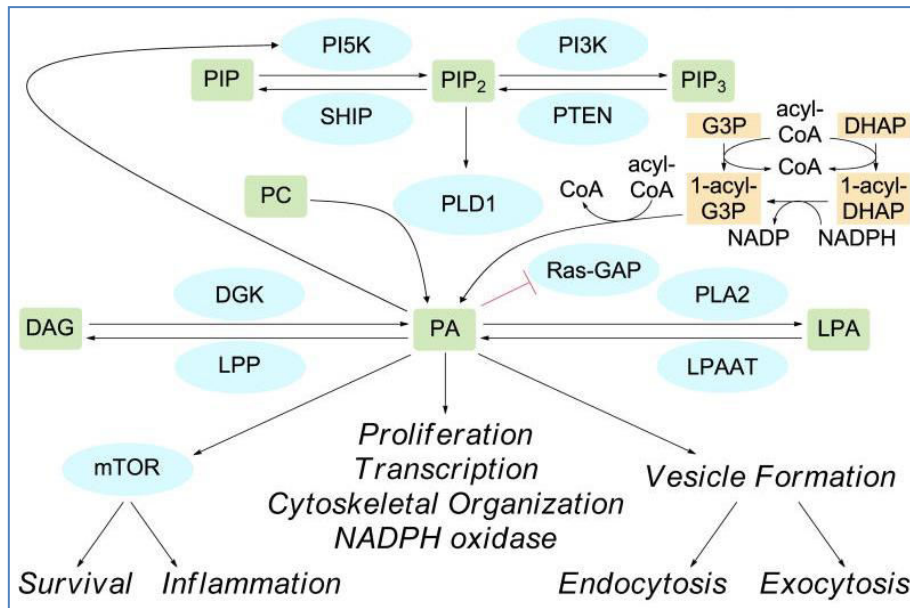 PI5K
PI3K
PIP
PIP₂
PIP₃
SHIP
PTEN
G3P
acyl-
CoA
DHAP
CoA
PC
PLD1
CoA
acyl-
CoA
1-acyl-
G3P
1-acyl-
DHAP
NADP
NADPH
Ras-GAP
DGK
PLA2
DAG
PA
LPA
LPP
LPAAT
mTOR
Proliferation
Transcription
Cytoskeletal Organization
NADPH oxidase
Vesicle Formation
Survival
Inflammation
Endocytosis
Exocytosis